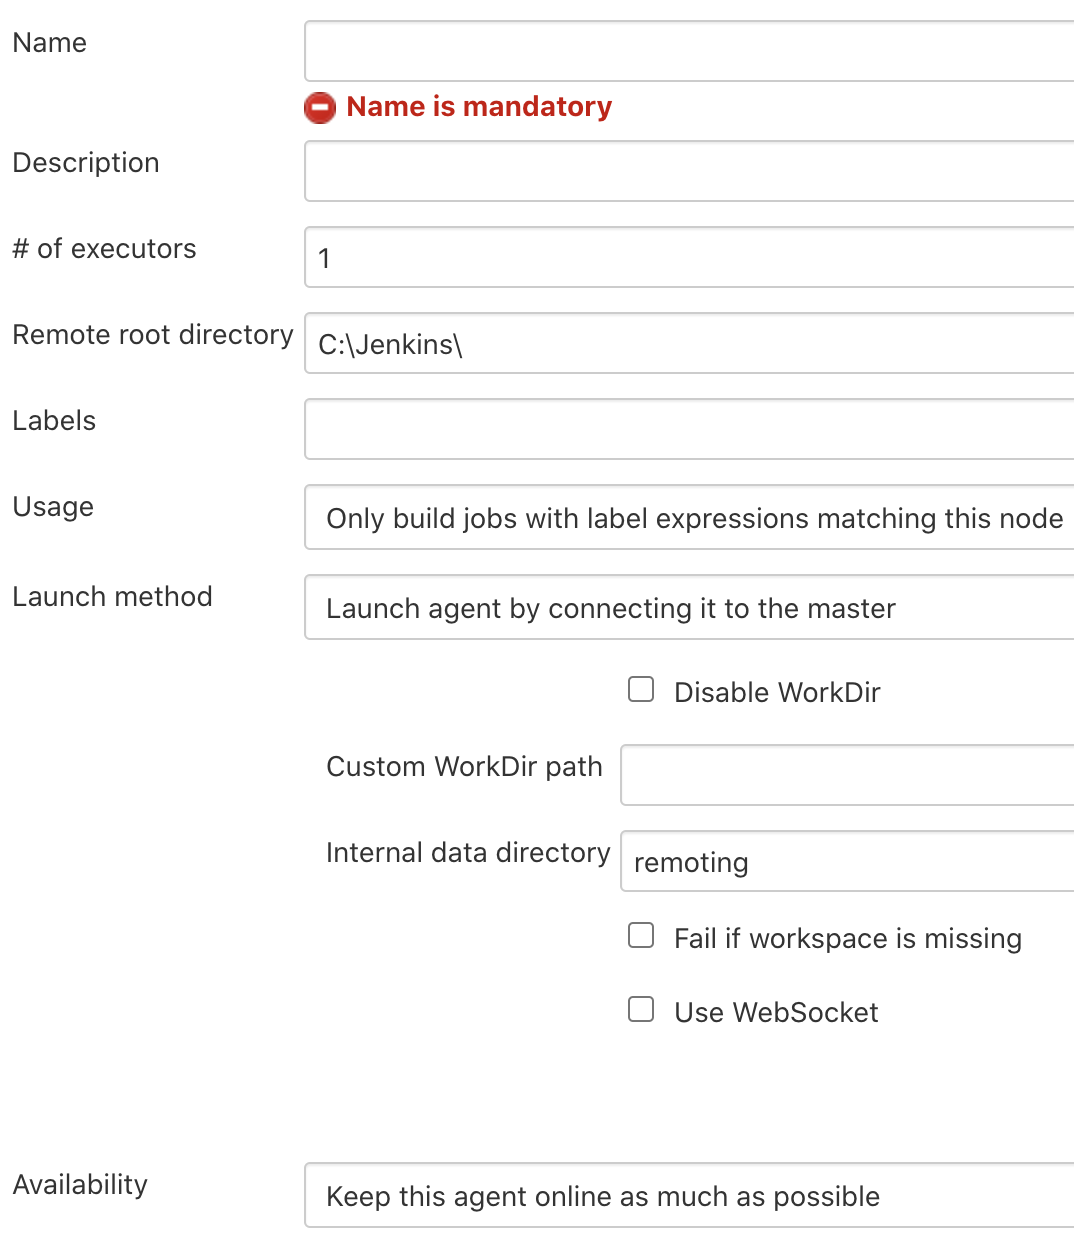 Name
Name is mandatory
Description
# of executors
1
Remote root directory
C:\Jenkins\
Labels
Usage
Only build jobs with label expressions matching this node
Launch method
Launch agent by connecting it to the master
Disable WorkDir
Custom WorkDir path
Internal data directory
remoting
Fail if workspace is missing
Use WebSocket
Availability
Keep this agent online as much as possible